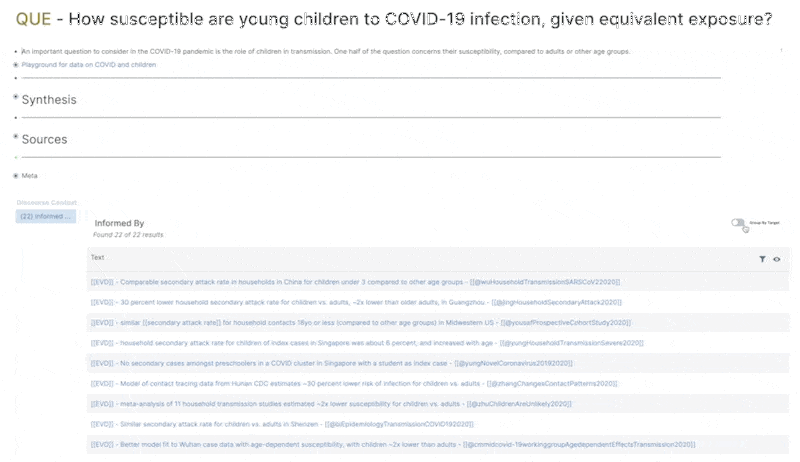 QUE - How susceptible are young children to COVID-19 infection, given equivalent exposure?
An important question to consider in the COVID-19 pandemic is the role of children in transmission. One half of the question concerns their susceptibility, compared to adults or other age groups.
Playground for data on COVID and children
Synthesis
Sources
Meta
Discourse Context
(22) Informed ...
Informed By
Group By Target
Found 22 of 22 results.
Text
[[EVD]] - Comparable secondary attack rate in households in China for children under 3 compared to other age groups - [[@wuHouseholdTransmissionSARSCoV22020]]
[[EVD]] - 30 percent lower household secondary attack rate for children vs. adults, ~2x lower than older adults, in Guangzhou - [[@jingHouseholdSecondaryAttack2020]]
[[EVD]] - similar [[secondary attack rate]] for household contacts 18yo or less (compared to other age groups) in Midwestern US - [[@yousafProspectiveCohortStudy2020]]
[[EVD]] - household secondary attack rate for children of index cases in Singapore was about 6 percent, and increased with age - [[@yungHouseholdTransmissionSevere2020]]
[[EVD]] - No secondary cases amongst preschoolers in a COVID cluster in Singapore with a student as index case - [[@yungNovelCoronavirus20192020]]
[[EVD]] - Model of contact tracing data from Hunan CDC estimates ~30 percent lower risk of infection for children vs. adults - [[@zhangChangesContactPatterns2020]]
[[EVD]] - meta-analysis of 11 household transmission studies estimated ~2x lower susceptibility for children vs. adults - [[@zhuChildrenAreUnlikely2020]]
[[EVD]] - Similar secondary attack rate for children vs. adults in Shenzen - [[@biEpidemiologyTransmissionCOVID192020]]
[[EVD]] - Better model fit to Wuhan case data with age-dependent susceptibility, with children ~2x lower than adults - [[@cmmidcovid-19workinggroupAgedependentEffectsTransmission2020]]